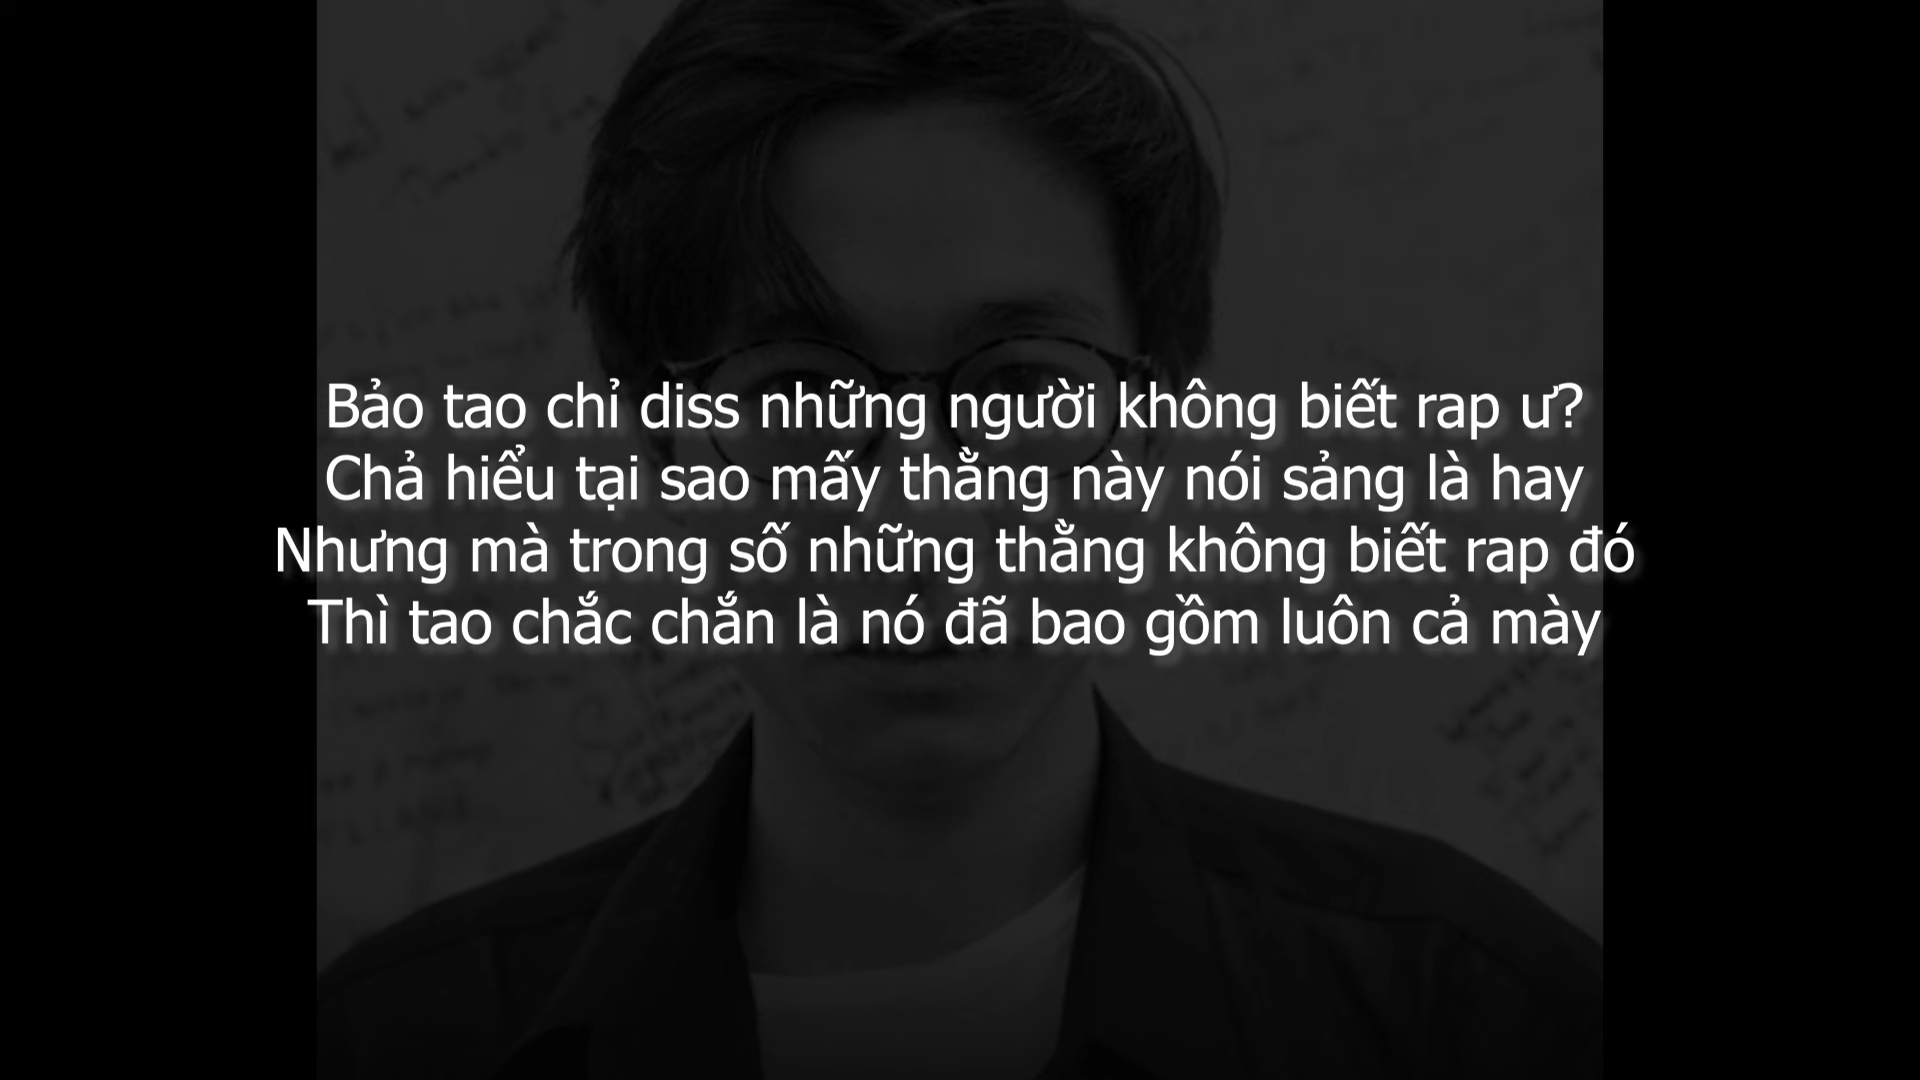 Bảo tao chỉ diss những người không biết rap ư?
Chả hiểu tại sao mấy thằng này nói sảng là hay
Nhưng mà trong số những thằng không biết rap đó
Thì tao chắc chắn là nó đã bao gồm luôn cả mày